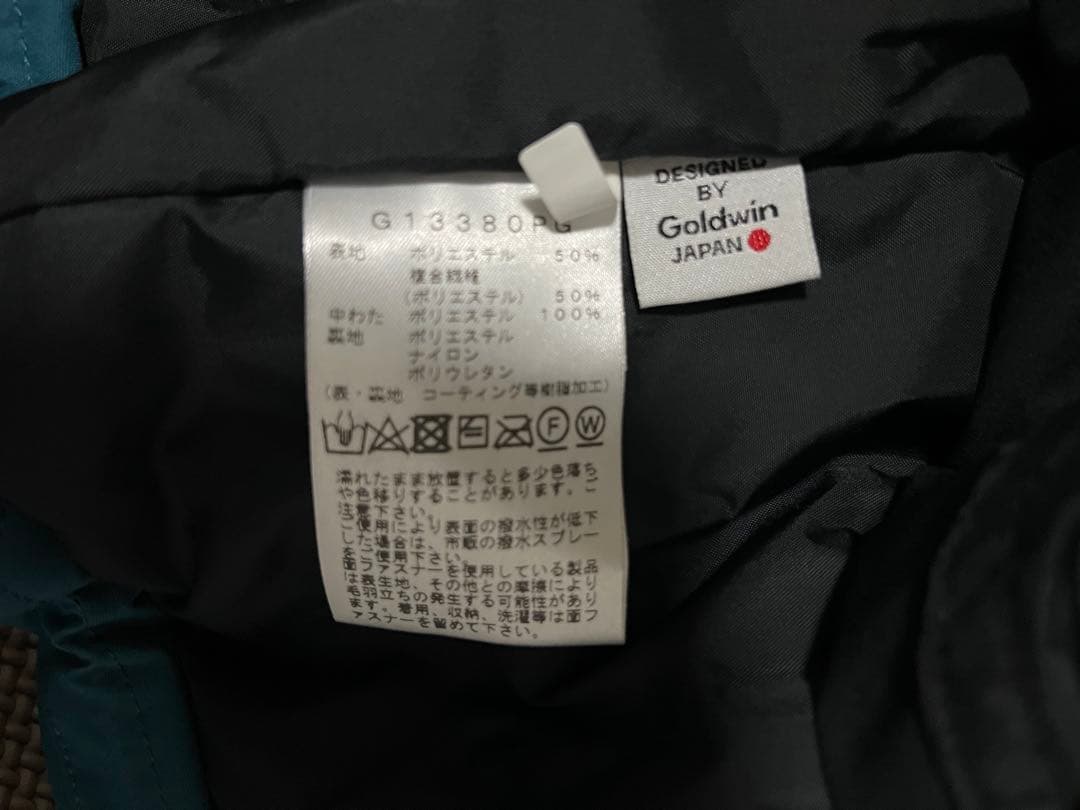 G13380PG
表地 ポリエステル 50%
複合繊維
(ポリエステル) 50%
中わた ポリエステル 100%
裏地 ポリエステル
ナイロン
ポリウレタン
(表・裏地 コーティング等樹脂加工)
F W
濡れたまま放置すると多少色落ち
や色移りすることがあります。ご
注意下さい。
ご使用により表面の撥水性が低下
した場合は、市販の撥水スプレー
をご使用下さい。
面ファスナーを使用している製品
は表生地、その他との摩擦により
毛羽立ちの発生する可能性があり
ます。着用、収納、洗濯等は面フ
ァスナーを留めて下さい。
DESIGNED
BY
Goldwin
JAPAN